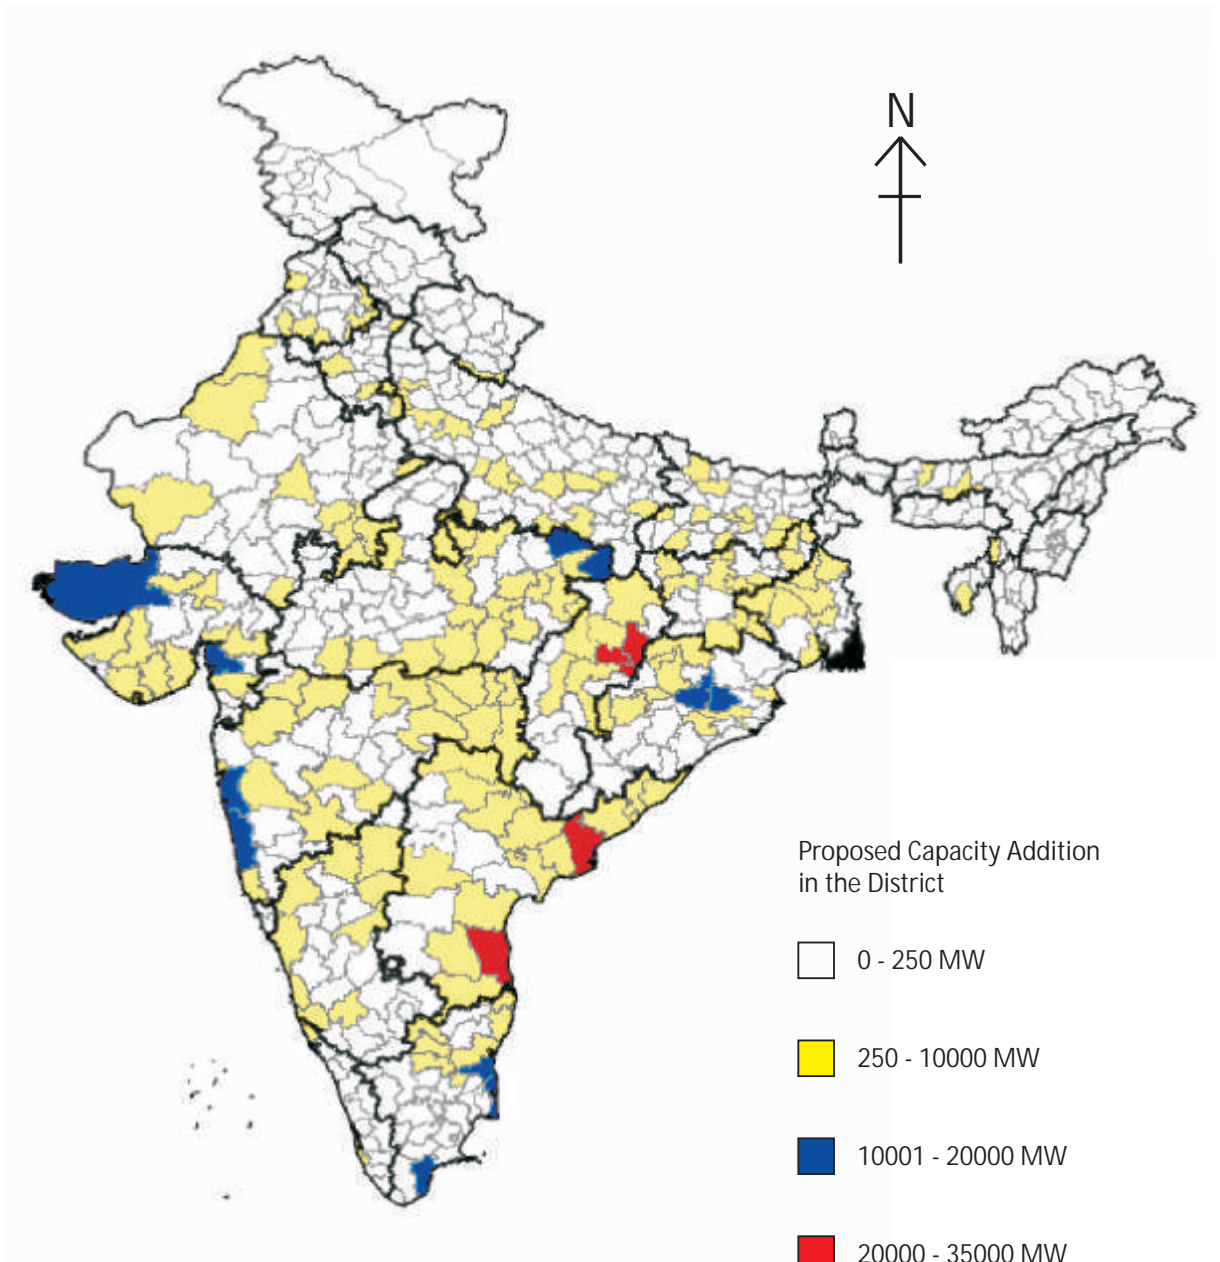 N
Proposed Capacity Addition
in the District
0 - 250 MW
250 - 10000 MW
10001 - 20000 MW
20000 - 35000 MW